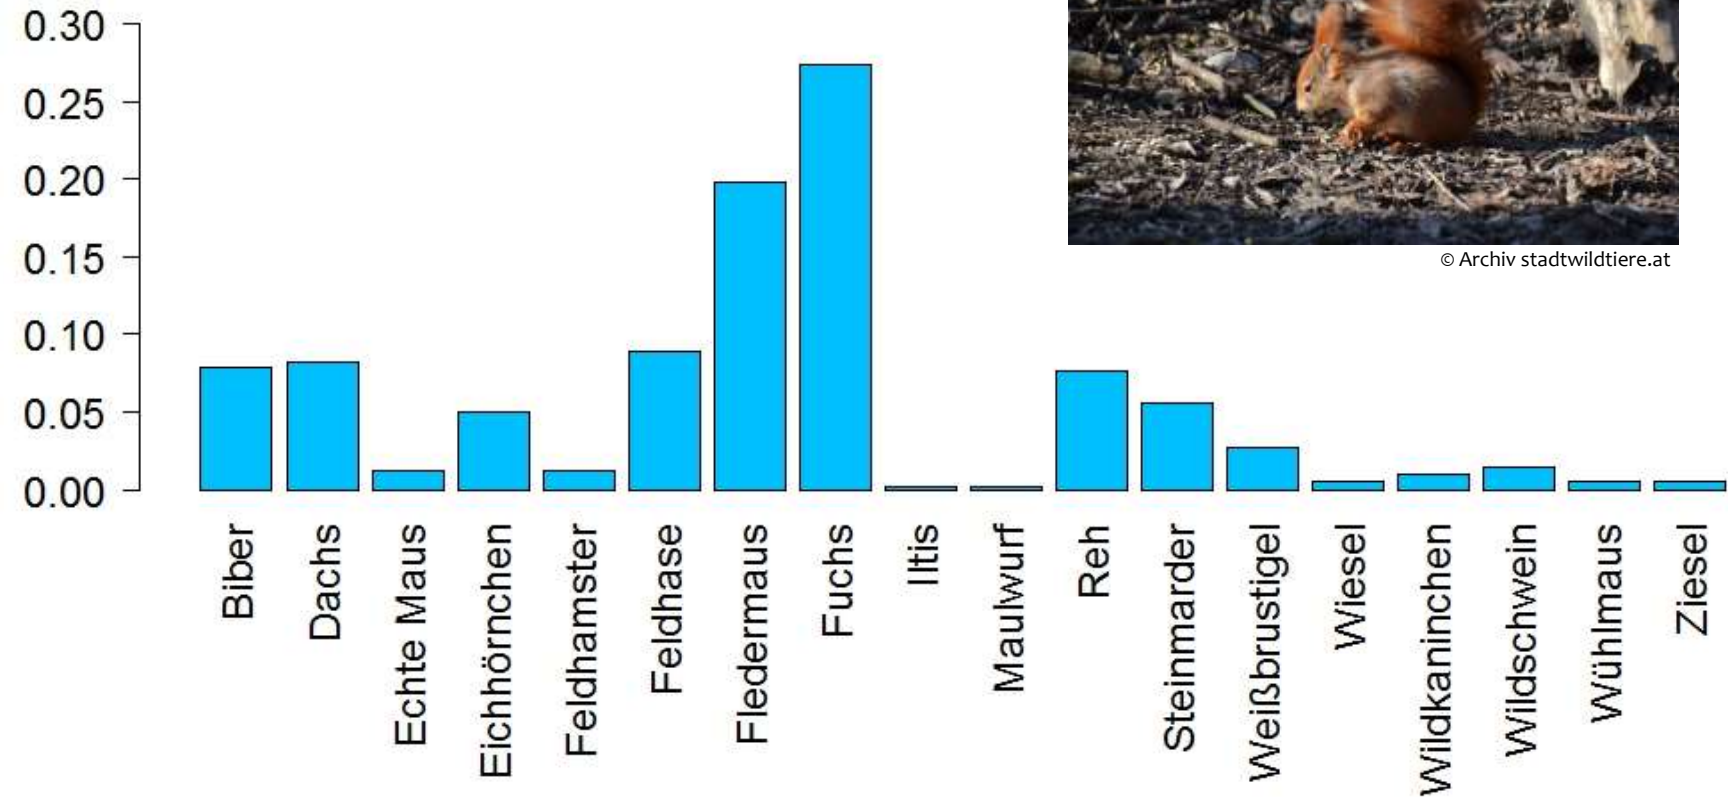 0.30
0.25
0.20
0.15
0.10
0.05
0.00
© Archiv stadtwildtiere.at
Biber
Dachs
Echte Maus
Eichhörnchen
Feldhamster
Feldhase
Fledermaus
Fuchs
Iltis
Maulwurf
Reh
Steinmarder
Weißbrustigel
Wiesel
Wildkaninchen
Wildschwein
Wühlmaus
Ziesel